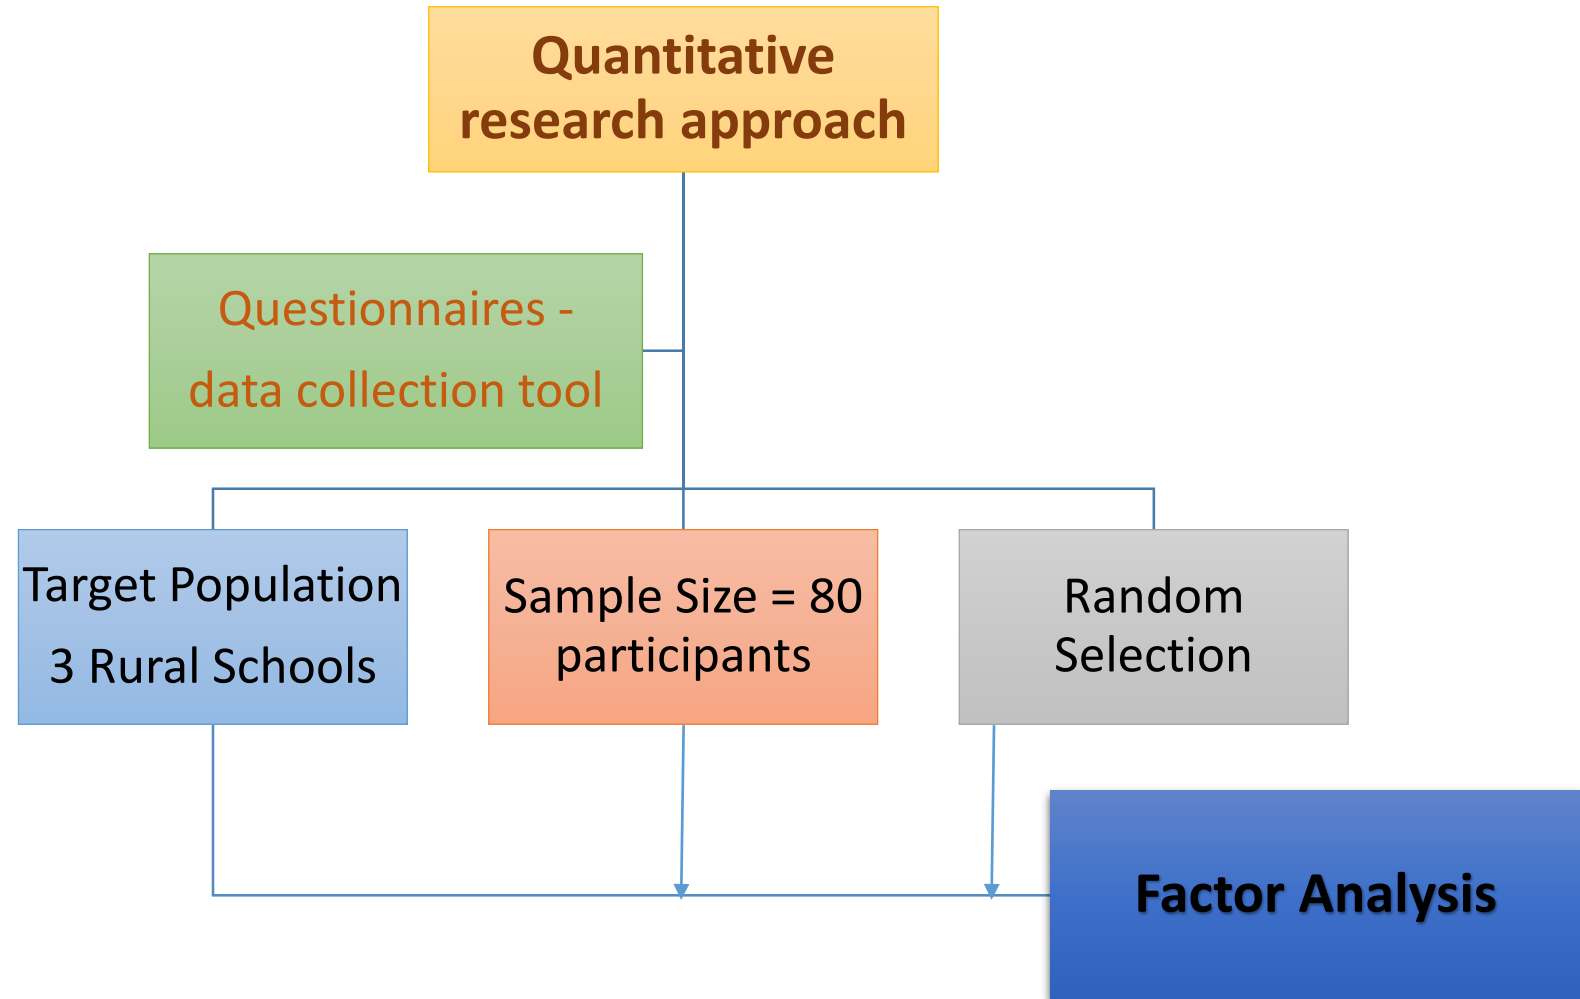 Quantitative
research approach
Questionnaires -
data collection tool
Target Population
3 Rural Schools
Sample Size = 80
participants
Random
Selection
Factor Analysis